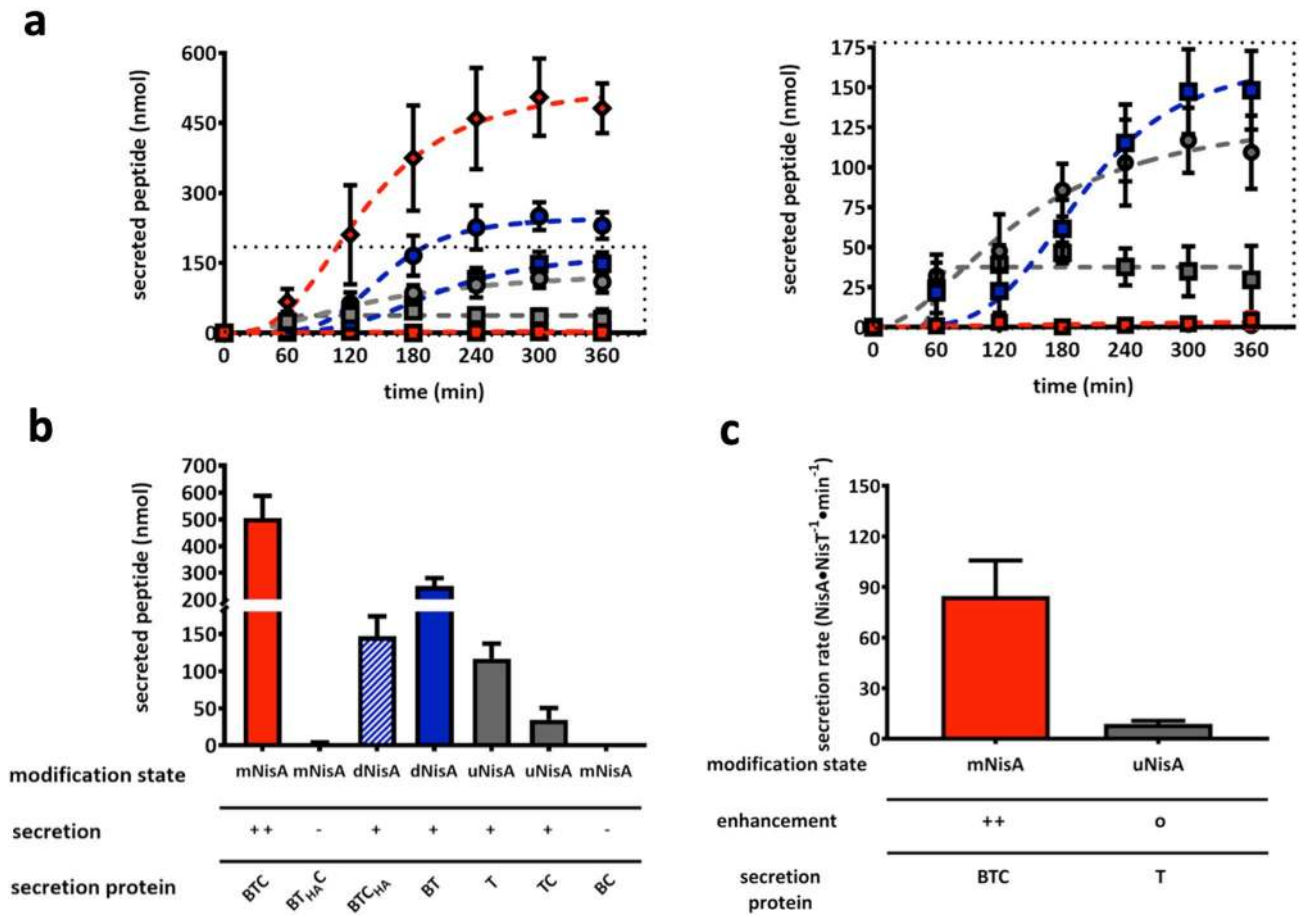 a
secreted peptide (nmol)
600
450
300
150
0
0 60 120 180 240 300 360
time (min)
secreted peptide (nmol)
175
150
125
100
75
50
25
0
0 60 120 180 240 300 360
time (min)
b
secreted peptide (nmol)
700
600
500
400
300
200
150
100
50
0
modification state mNisA mNisA dNisA dNisA uNisA uNisA mNisA
secretion ++ - + + + + -
secretion protein BTC BT_HA C BTC_HA BT T TC BC
c
secretion rate (NisA•NisT⁻¹•min⁻¹)
150
120
90
60
30
0
modification state mNisA uNisA
enhancement ++ o
secretion BTC T
protein